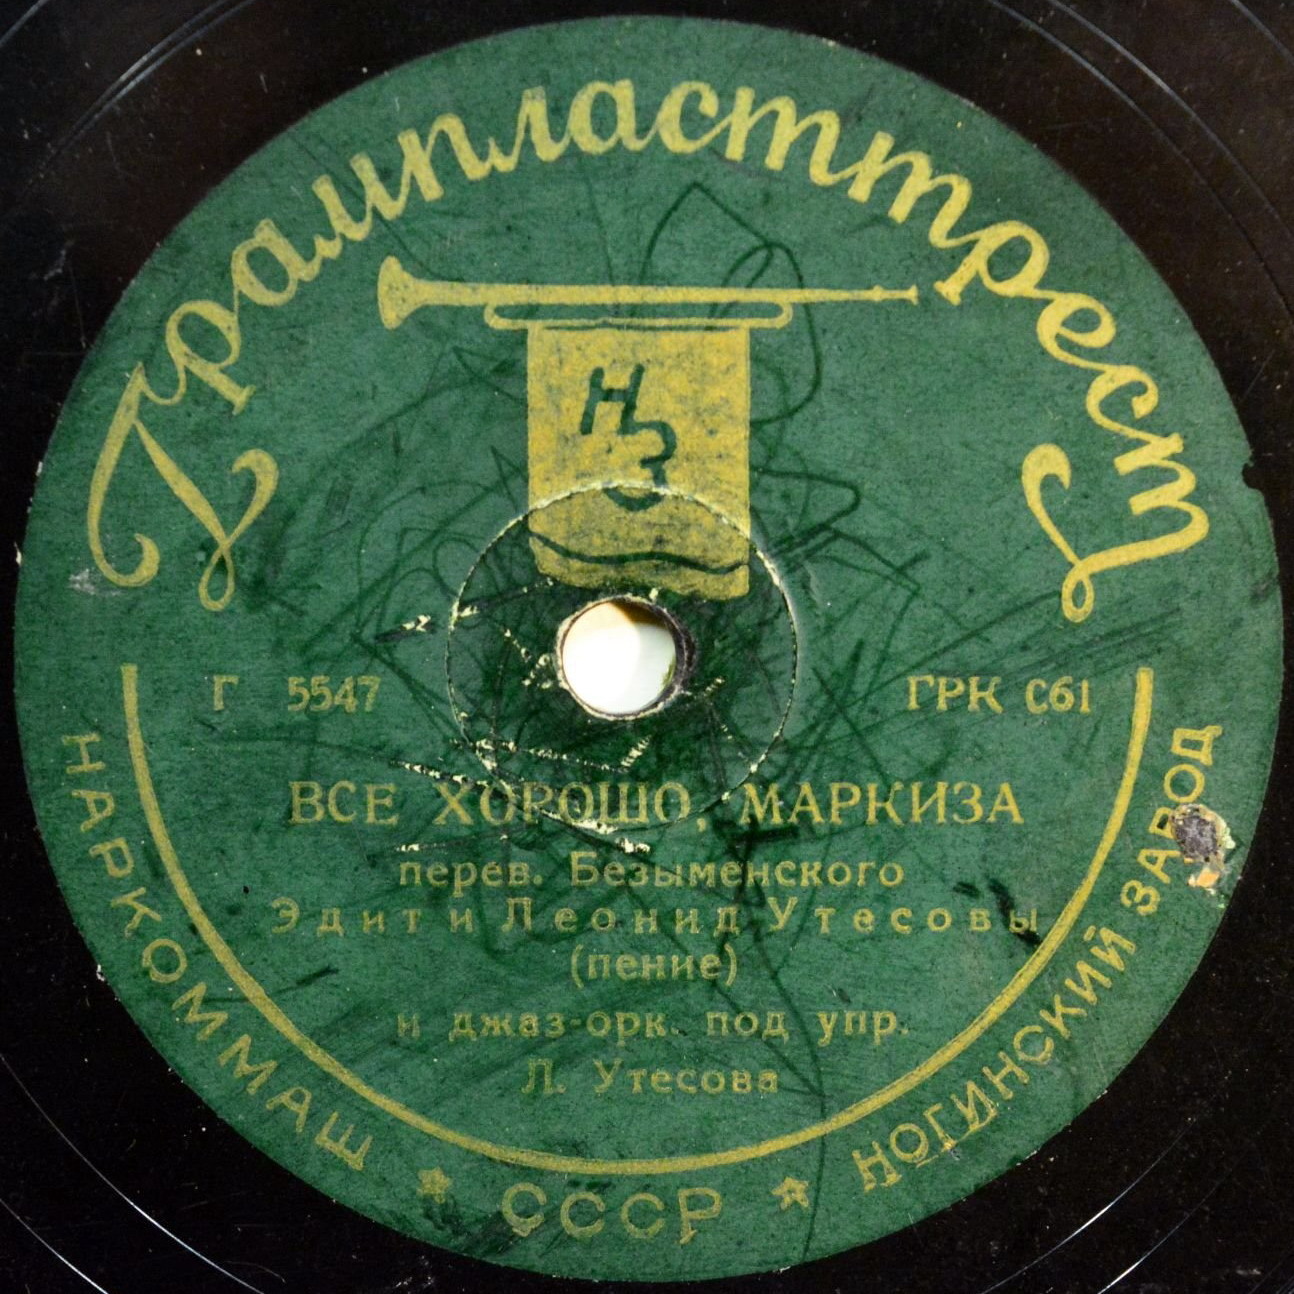 Грампласттрест
НЗ
Г 5547
ГРК С61
ВСЕ ХОРОШО, МАРКИЗА
перев. Безыменского
Эдит и Леонид Утесовы
(пение)
и джаз-орк. под упр.
Л. Утесова
НАРКОММАШ ★ СССР ★ НОГИНСКИЙ ЗАВОД